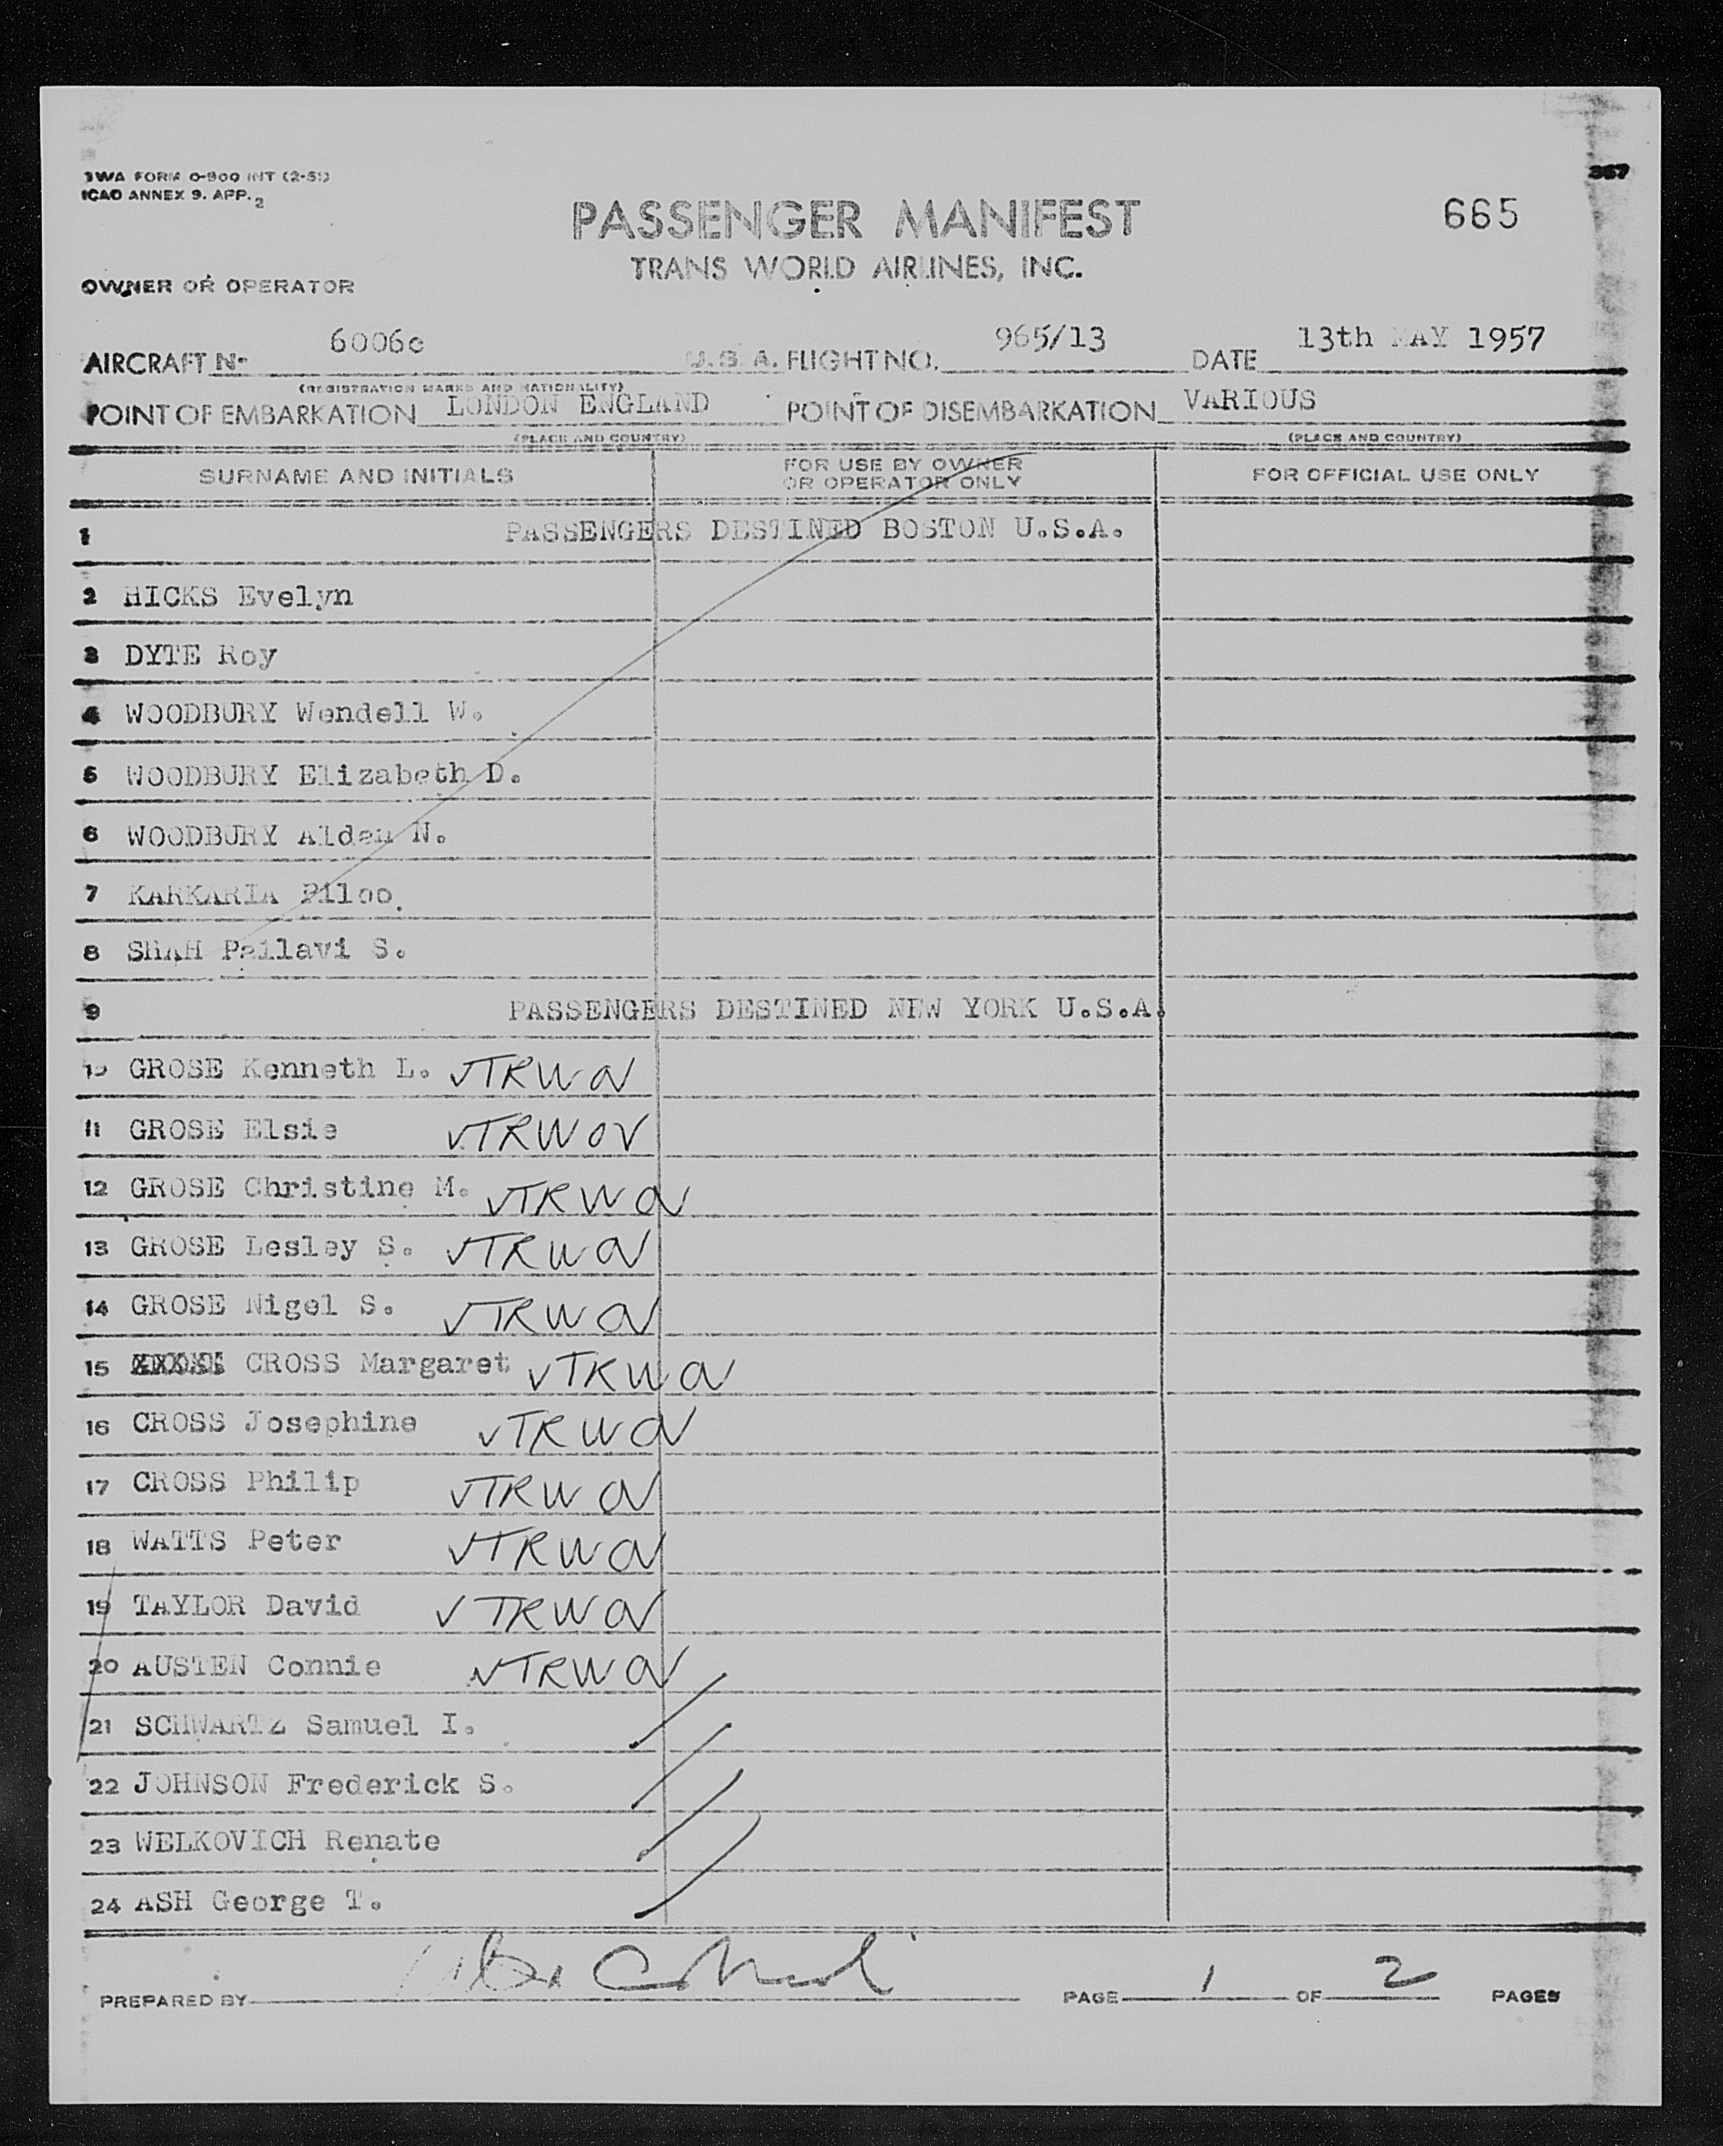 TWA FORM O-800 INT (2-51)
ICAO ANNEX 9. APP. 2
367
PASSENGER MANIFEST
665
TRANS WORLD AIRLINES, INC.
OWNER OR OPERATOR
AIRCRAFT No 6006c U.S.A. FLIGHT NO. 965/13 DATE 13th MAY 1957
(REGISTRATION MARKS AND NATIONALITY)
POINT OF EMBARKATION LONDON ENGLAND POINT OF DISEMBARKATION VARIOUS
(PLACE AND COUNTRY) (PLACE AND COUNTRY)
SURNAME AND INITIALS FOR USE BY OWNER OR OPERATOR ONLY FOR OFFICIAL USE ONLY
1 PASSENGERS DESTINED BOSTON U.S.A.
2 HICKS Evelyn
3 DYTE Roy
4 WOODBURY Wendell W.
5 WOODBURY Elizabeth D.
6 WOODBURY Alden N.
7 KARKARIA Piloo.
8 SHAH Pallavi S.
9 PASSENGERS DESTINED NEW YORK U.S.A.
10 GROSE Kenneth L. √TRWOV
11 GROSE Elsie √TRWOV
12 GROSE Christine M. √TRWOV
13 GROSE Lesley S. √TRWOV
14 GROSE Nigel S. √TRWOV
15 CROSS Margaret √TRWOV
16 CROSS Josephine √TRWOV
17 CROSS Philip √TRWOV
18 WATTS Peter √TRWOV
19 TAYLOR David √TRWOV
20 AUSTEN Connie √TRWOV
21 SCHWARTZ Samuel I.
22 JOHNSON Frederick S.
23 WELKOVICH Renate
24 ASH George T.
PREPARED BY PAGE 1 OF 2 PAGES